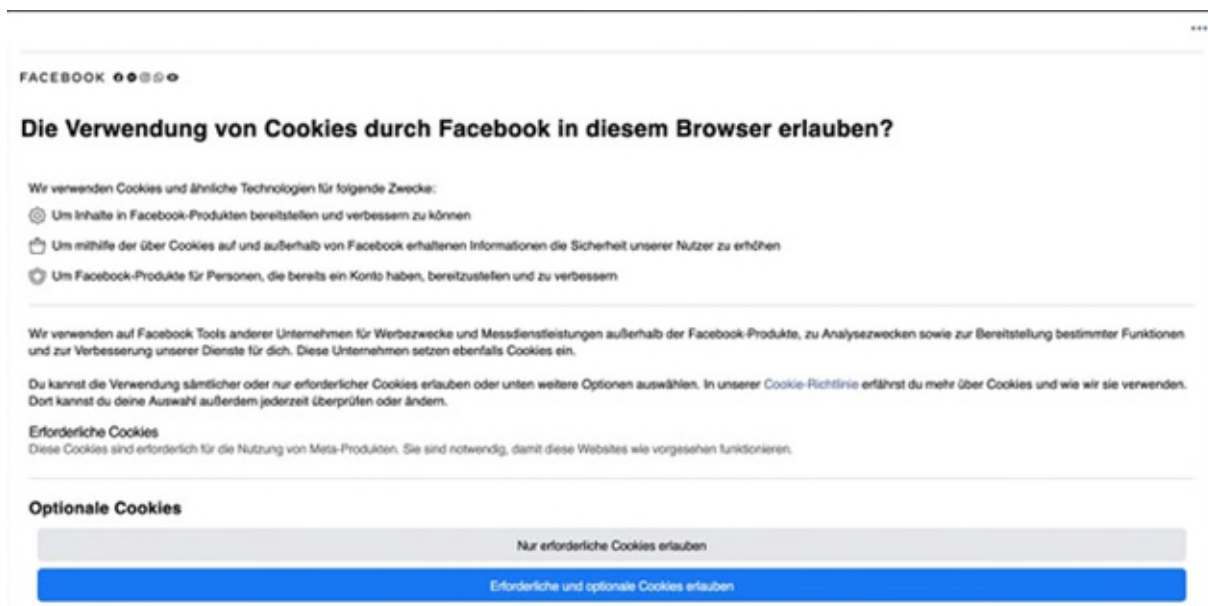 FACEBOOK
Die Verwendung von Cookies durch Facebook in diesem Browser erlauben?
Wir verwenden Cookies und ähnliche Technologien für folgende Zwecke:
Um Inhalte in Facebook-Produkten bereitstellen und verbessern zu können
Um mithilfe der über Cookies auf und außerhalb von Facebook erhaltenen Informationen die Sicherheit unserer Nutzer zu erhöhen
Um Facebook-Produkte für Personen, die bereits ein Konto haben, bereitzustellen und zu verbessern
Wir verwenden auf Facebook Tools anderer Unternehmen für Werbezwecke und Messdienstleistungen außerhalb der Facebook-Produkte, zu Analysezwecken sowie zur Bereitstellung bestimmter Funktionen
und zur Verbesserung unserer Dienste für dich. Diese Unternehmen setzen ebenfalls Cookies ein.
Du kannst die Verwendung sämtlicher oder nur erforderlicher Cookies erlauben oder unten weitere Optionen auswählen. In unserer Cookie-Richtlinie erfährst du mehr über Cookies und wie wir sie verwenden.
Dort kannst du deine Auswahl außerdem jederzeit überprüfen oder ändern.
Erforderliche Cookies
Diese Cookies sind erforderlich für die Nutzung von Meta-Produkten. Sie sind notwendig, damit diese Websites wie vorgesehen funktionieren.
Optionale Cookies
Nur erforderliche Cookies erlauben
Erforderliche und optionale Cookies erlauben